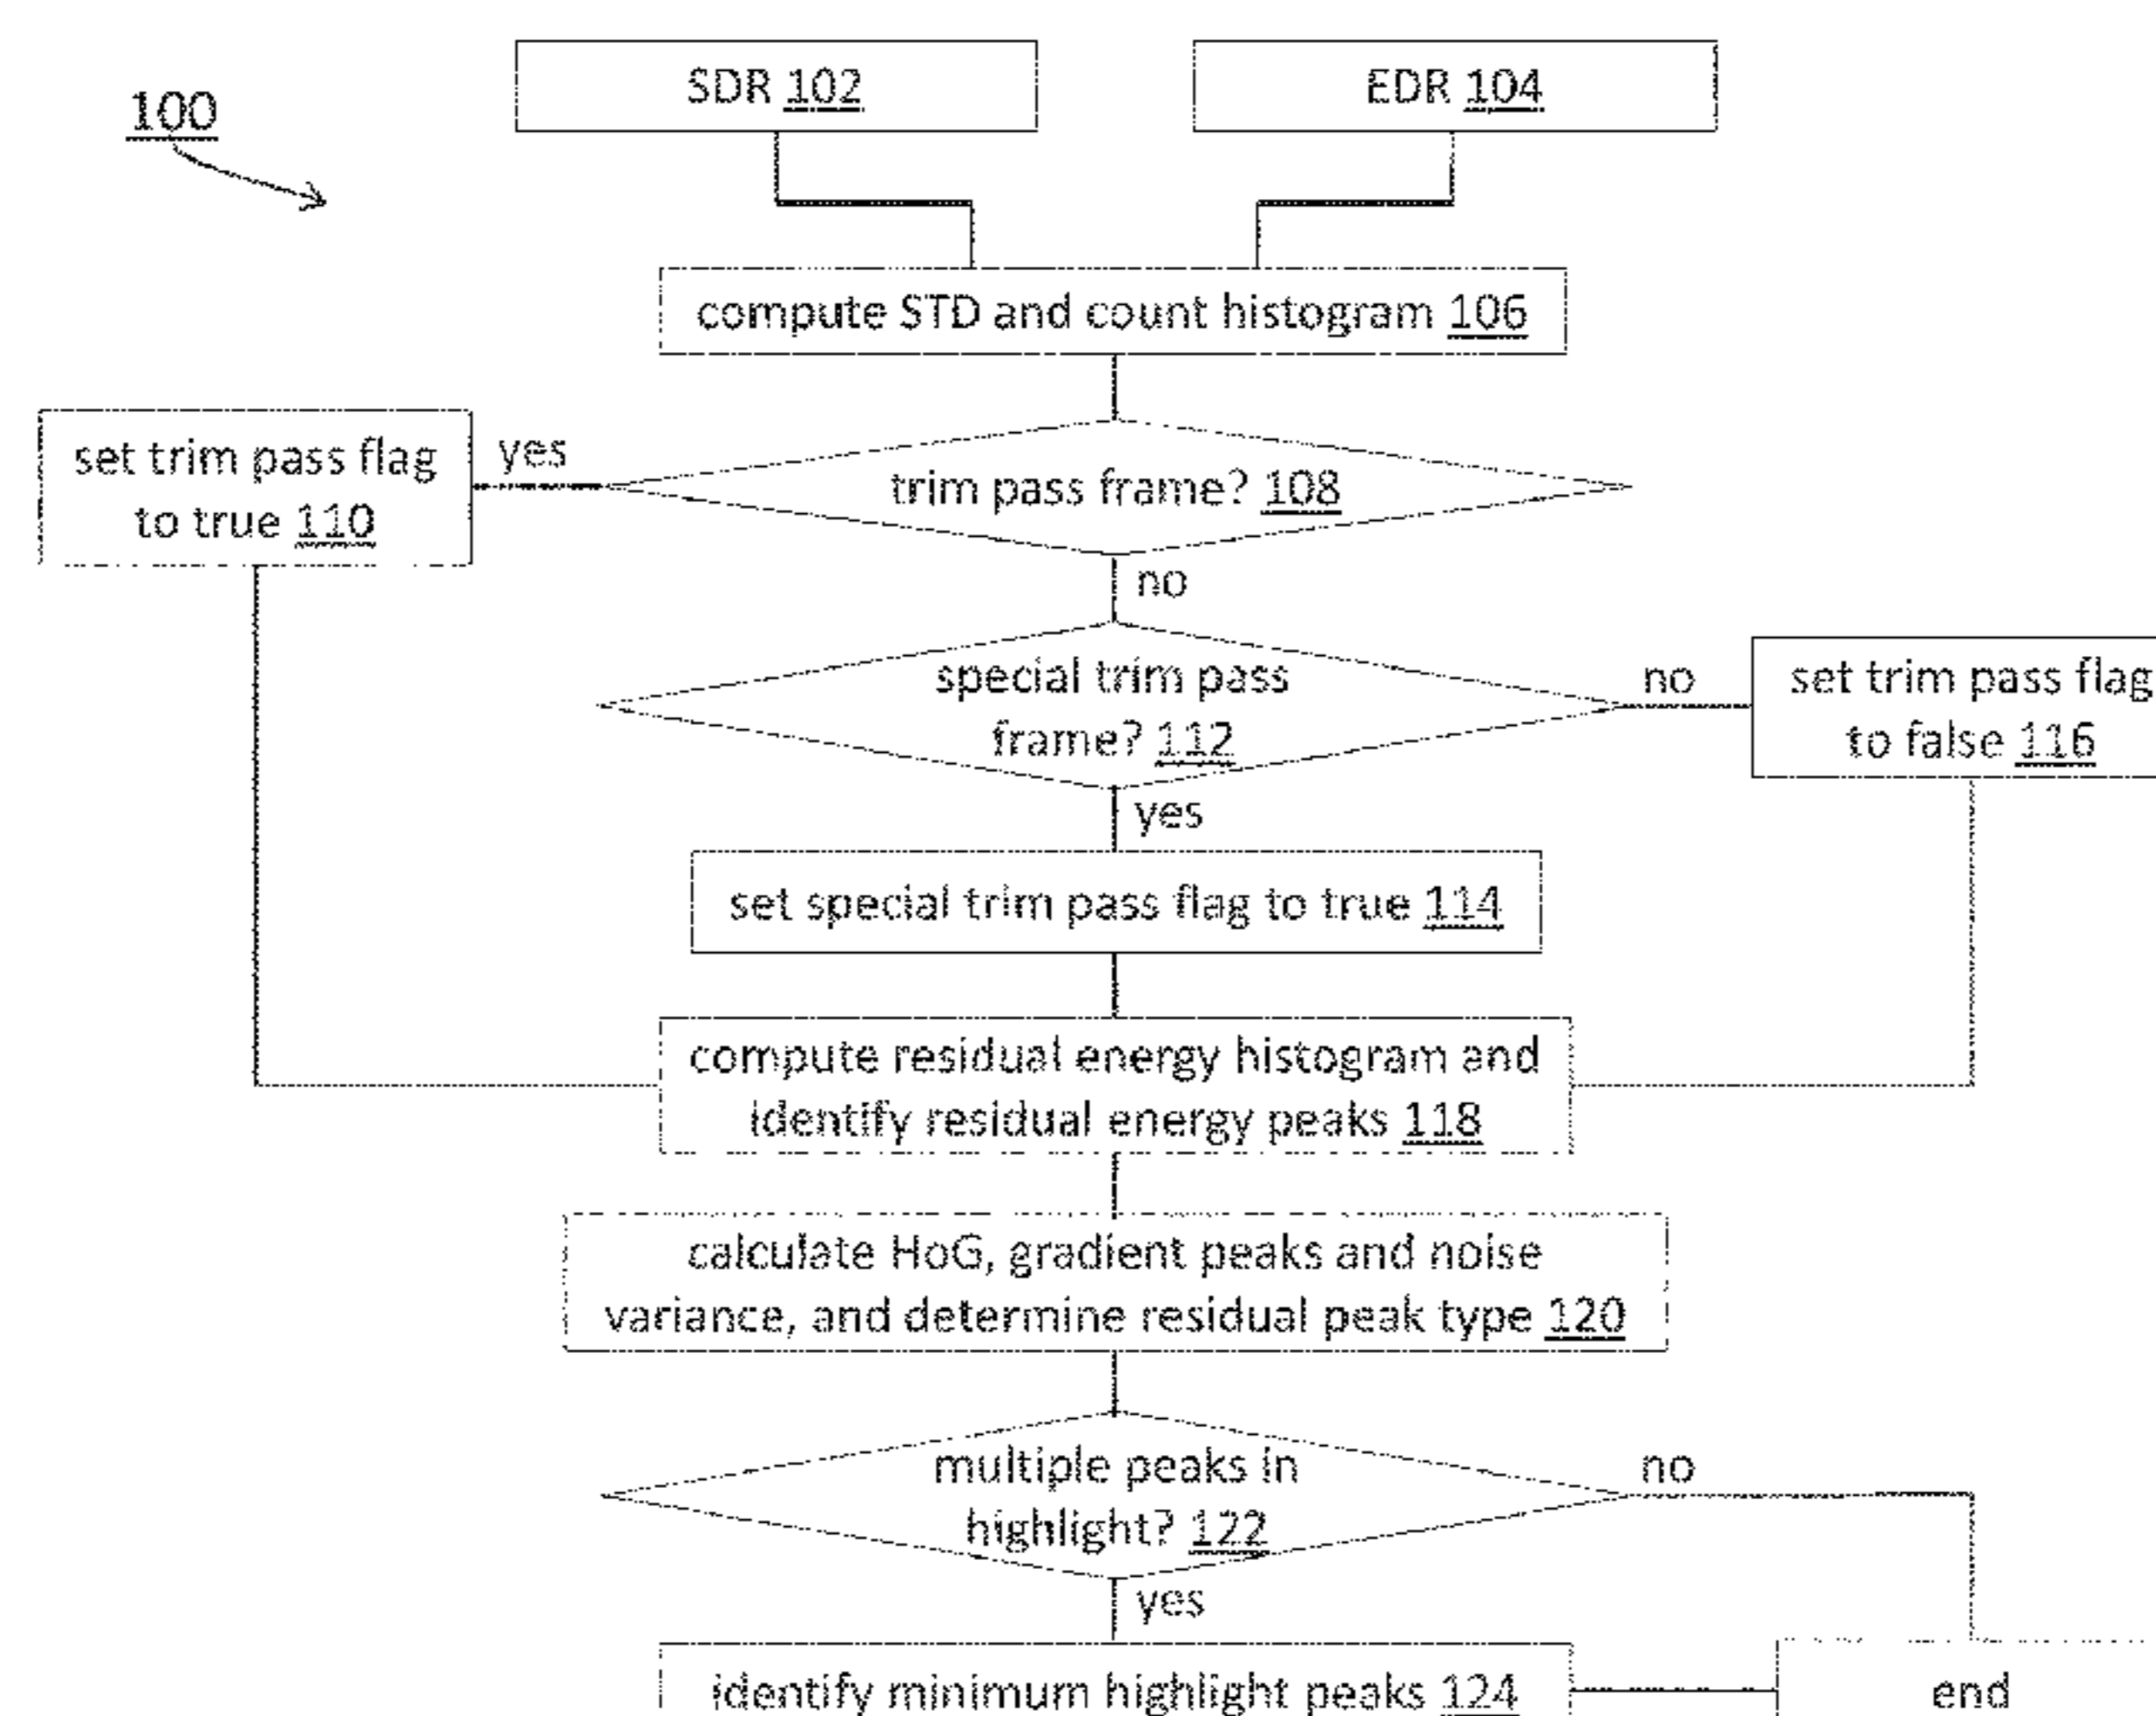 100
SDR 102
EDR 104
compute STD and count histogram 106
set trim pass flag
to true 110
yes
trim pass frame? 108
no
special trim pass
frame? 112
no
set trim pass flag
to false 116
yes
set special trim pass flag to true 114
compute residual energy histogram and
identify residual energy peaks 118
calculate HoG, gradient peaks and noise
variance, and determine residual peak type 120
multiple peaks in
highlight? 122
no
yes
identify minimum highlight peaks 124
end